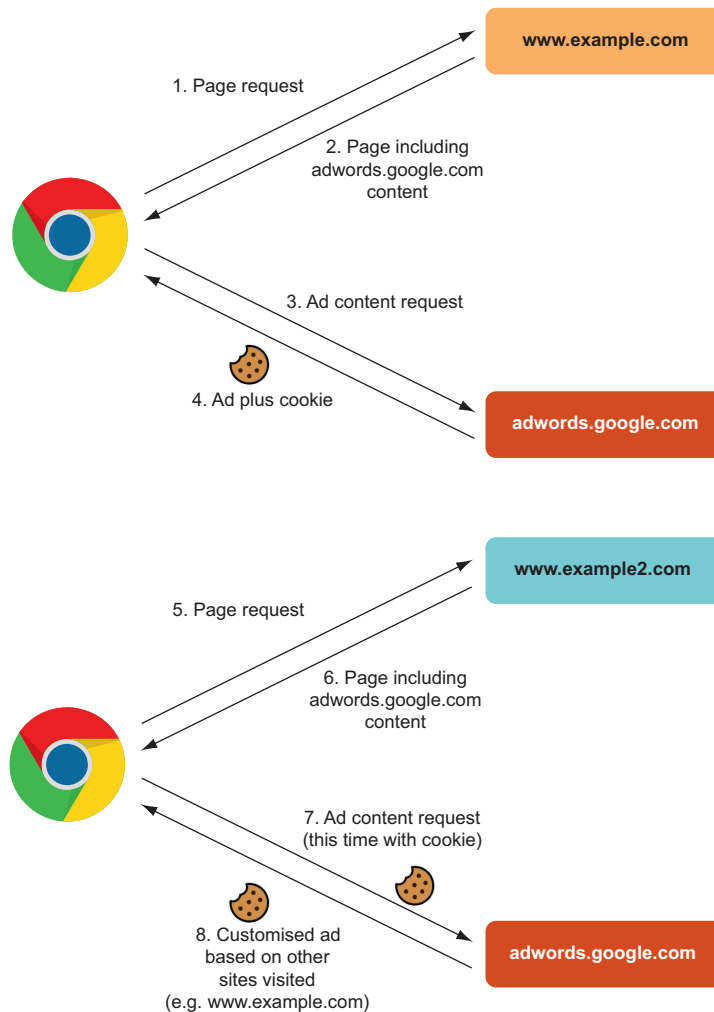 www.example.com
1. Page request
2. Page including
adwords.google.com
content
3. Ad content request
4. Ad plus cookie
adwords.google.com
www.example2.com
5. Page request
6. Page including
adwords.google.com
content
7. Ad content request
(this time with cookie)
8. Customised ad
based on other
sites visited
(e.g. www.example.com)
adwords.google.com